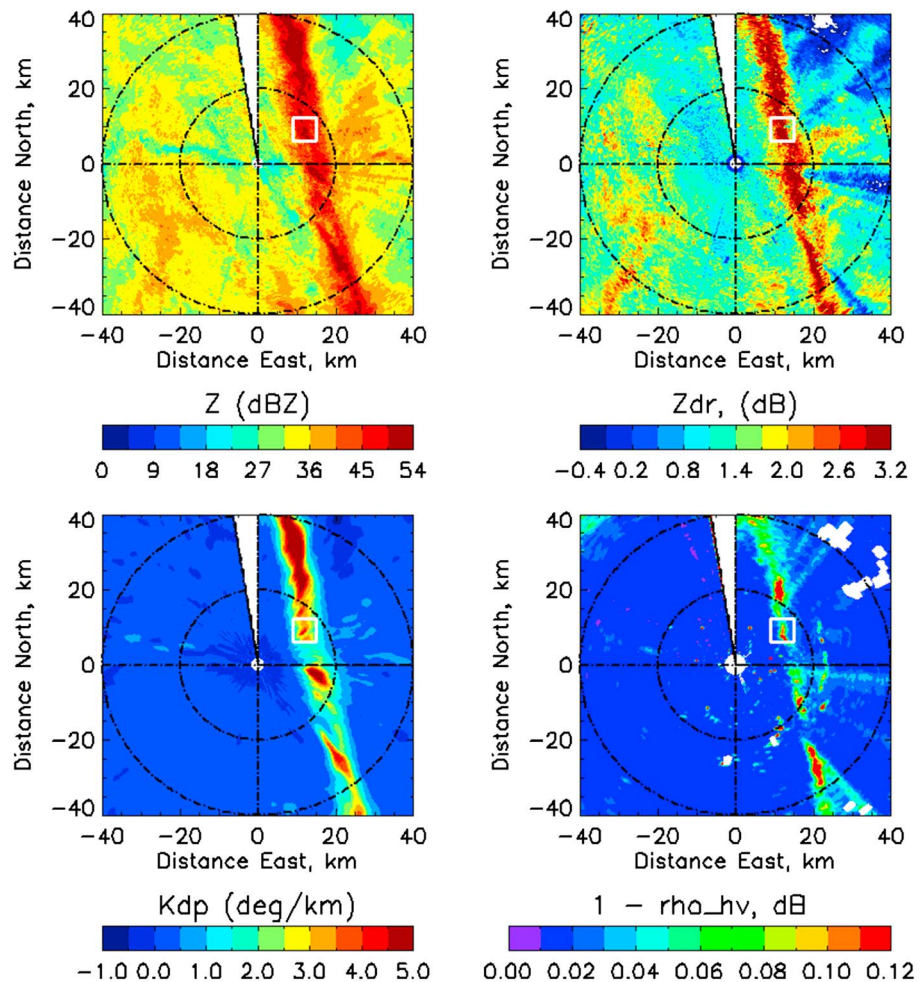 40
20
0
−20
−40
Distance North, km
−40 −20 0 20 40
Distance East, km
Z (dBZ)
0 9 18 27 36 45 54
40
20
0
−20
−40
Distance North, km
−40 −20 0 20 40
Distance East, km
Zdr, (dB)
−0.4 0.2 0.8 1.4 2.0 2.6 3.2
40
20
0
−20
−40
Distance North, km
−40 −20 0 20 40
Distance East, km
Kdp (deg/km)
−1.0 0.0 1.0 2.0 3.0 4.0 5.0
40
20
0
−20
−40
Distance North, km
−40 −20 0 20 40
Distance East, km
1 − rho_hv, dB
0.00 0.02 0.04 0.06 0.08 0.10 0.12